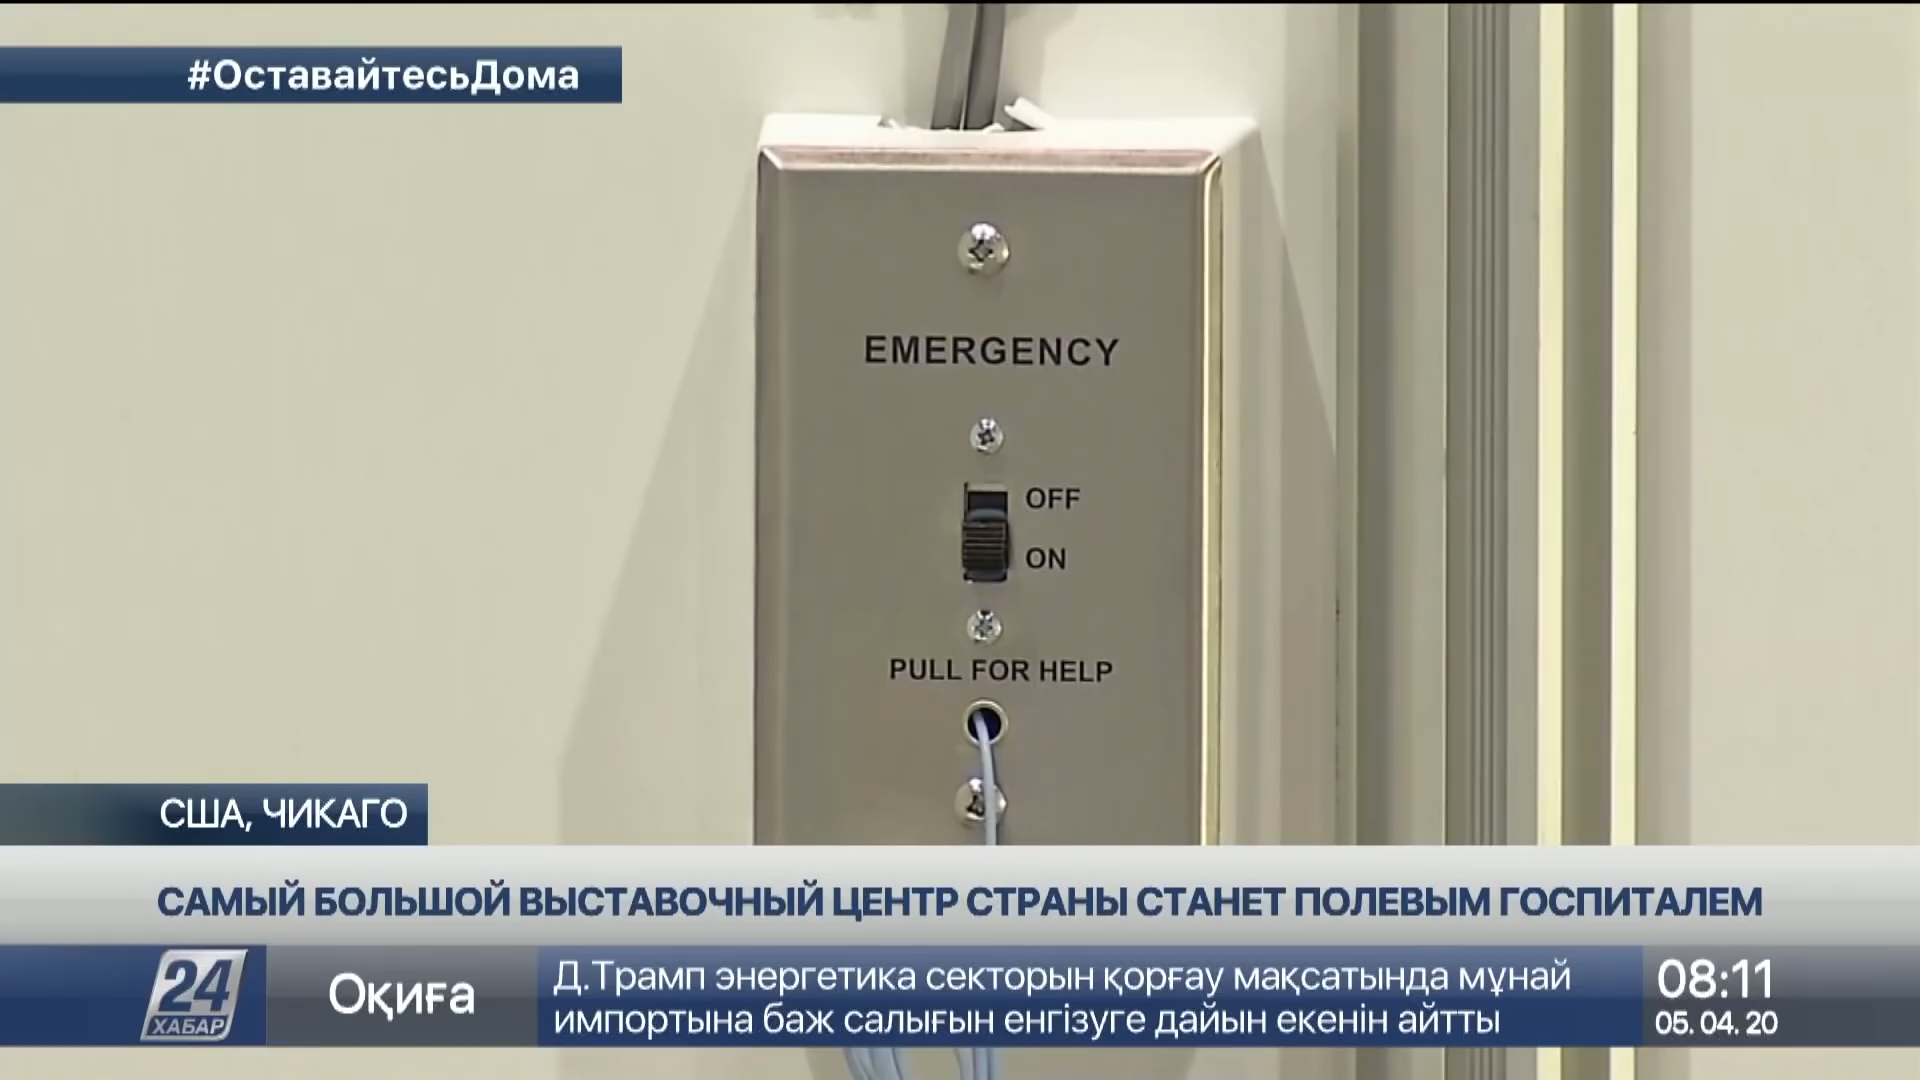 #ОставайтесьДома
EMERGENCY
OFF
ON
PULL FOR HELP
США, ЧИКАГО
САМЫЙ БОЛЬШОЙ ВЫСТАВОЧНЫЙ ЦЕНТР СТРАНЫ СТАНЕТ ПОЛЕВЫМ ГОСПИТАЛЕМ
24
ХАБАР
Оқиға
Д.Трамп энергетика секторын қорғау мақсатында мұнай
импортына баж салығын енгізуге дайын екенін айтты
08:11
05. 04. 20